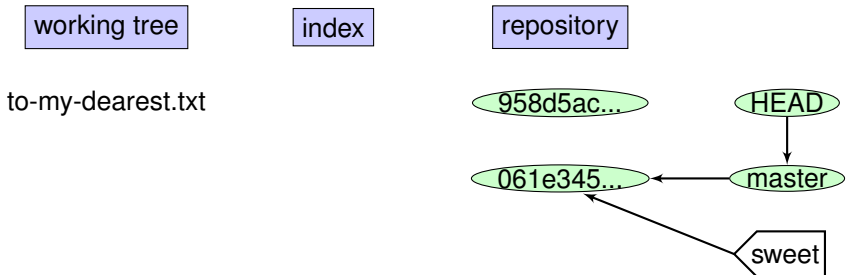 working tree index repository
to-my-dearest.txt 958d5ac... HEAD
061e345... master
sweet